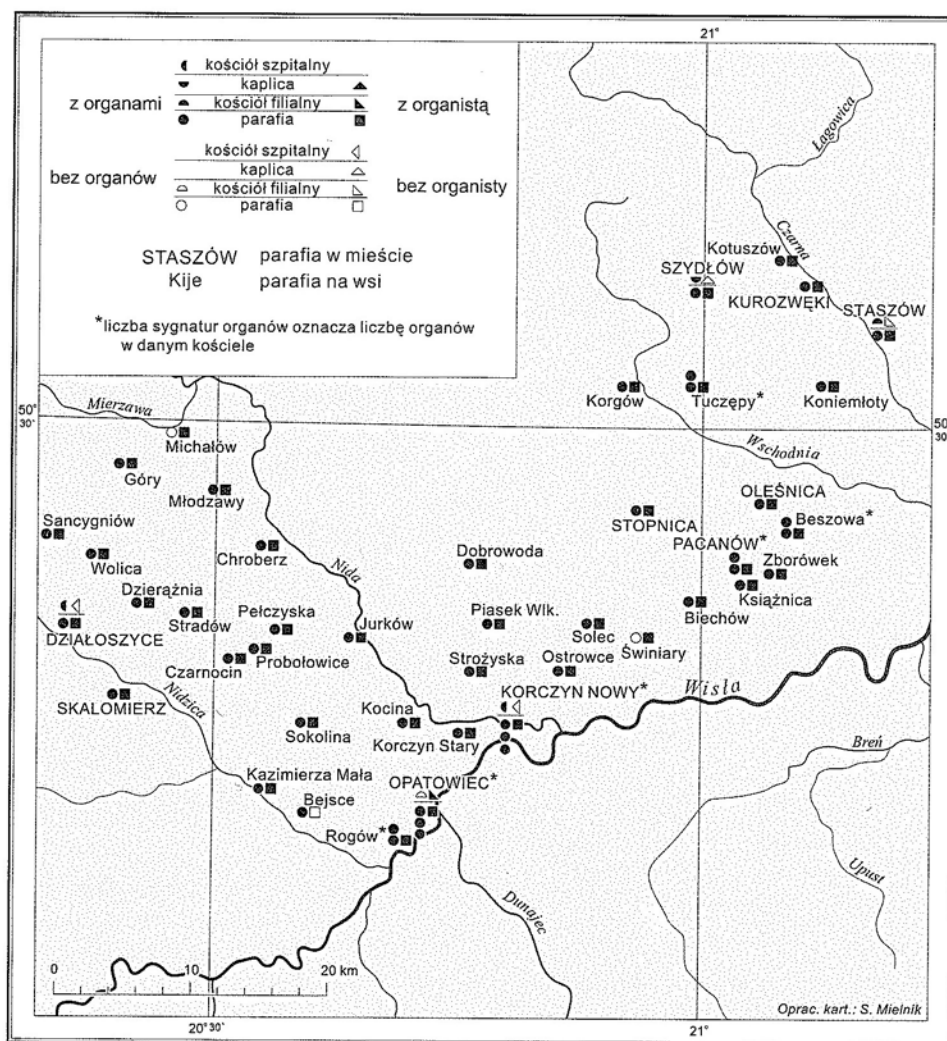 21°
kościół szpitalny
kaplica
z organami kościół filialny z organistą
parafia
kościół szpitalny
kaplica
bez organów kościół filialny bez organisty
parafia
STASZÓW parafia w mieście
Kije parafia na wsi
*liczba sygnatur organów oznacza liczbę organów
w danym kościele
Łagowica
Czarna
Kotuszów
SZYDŁÓW
KUROZWĘKI
STASZÓW
Korgów
Tuczępy*
Koniemłoty
50°
30'
Mierzawa
50°
30'
Michałów
Wschodnia
Góry
Młodzawy
OLEŚNICA
Sancygniów
STOPNICA
Beszowa*
Wolica
Chroberz
Nida
Dobrowoda
PACANÓW*
Zborówek
Dzierążnia
Książnica
Stradów
Pełczyska
Jurków
Piasek Wlk.
Solec
Biechów
DZIAŁOSZYCE
Świniary
Czarnocin
Probołowice
Strożyska
Ostrowce
Wisła
SKALOMIERZ
Nidzica
KORCZYN NOWY*
Kocina
Sokolina
Korczyn Stary
Breń
Kazimierza Mała
OPATOWIEC*
Bejsce
Rogów*
Upust
Dunajec
0 10 20 km
Oprac. kart.: S. Mielnik
20°30'
21°